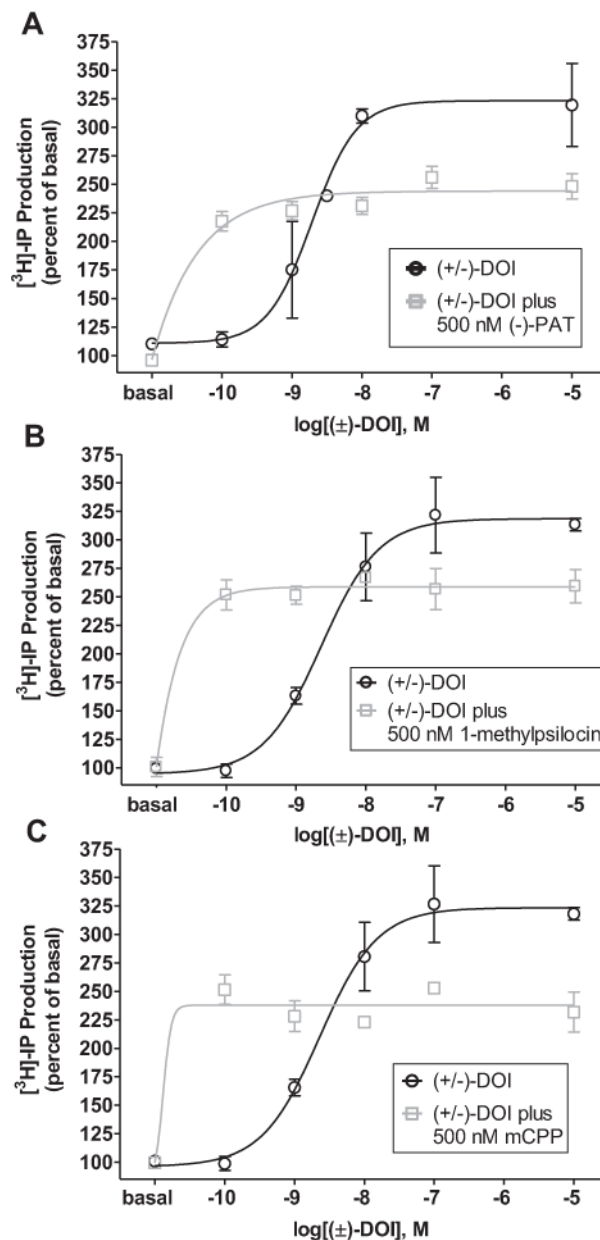 A
[³H]-IP Production
(percent of basal)
375
350
325
300
275
250
225
200
175
150
125
100
(+/-)-DOI
(+/-)-DOI plus
500 nM (-)-PAT
basal -10 -9 -8 -7 -6 -5
log[(±)-DOI], M
B
[³H]-IP Production
(percent of basal)
375
350
325
300
275
250
225
200
175
150
125
100
(+/-)-DOI
(+/-)-DOI plus
500 nM 1-methylpsilocin
basal -10 -9 -8 -7 -6 -5
log[(±)-DOI], M
C
[³H]-IP Production
(percent of basal)
375
350
325
300
275
250
225
200
175
150
125
100
(+/-)-DOI
(+/-)-DOI plus
500 nM mCPP
basal -10 -9 -8 -7 -6 -5
log[(±)-DOI], M